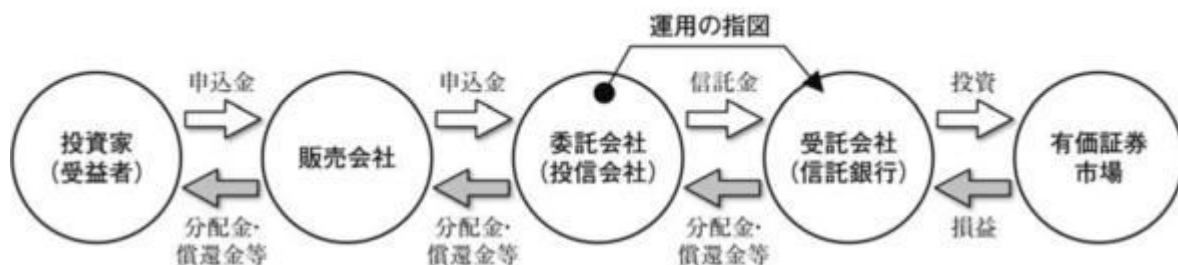 運用の指図
申込金
申込金
信託金
投資
投資家
（受益者）
販売会社
委託会社
（投信会社）
受託会社
（信託銀行）
有価証券
市場
分配金・
償還金等
分配金・
償還金等
分配金・
償還金等
損益